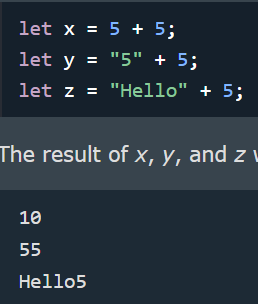 let x = 5 + 5;
let y = "5" + 5;
let z = "Hello" + 5;
The result of x, y, and z
10
55
Hello5